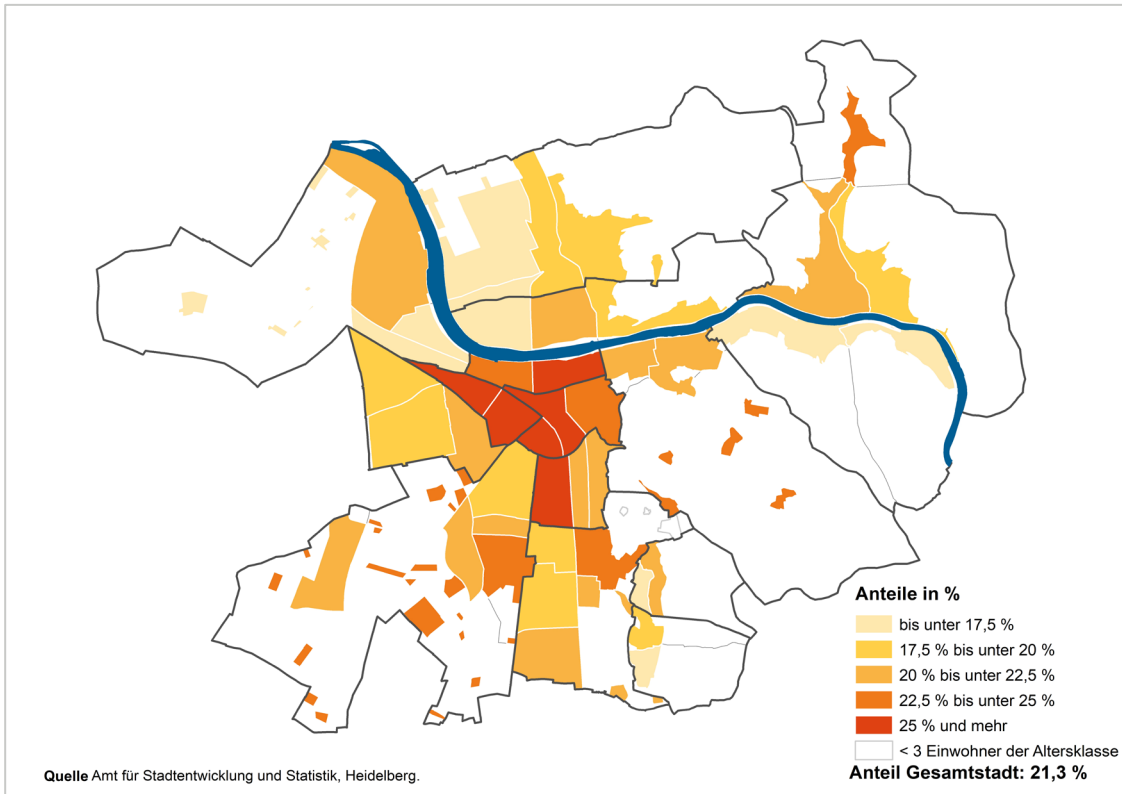 Anteile in %
bis unter 17,5 %
17,5 % bis unter 20 %
20 % bis unter 22,5 %
22,5 % bis unter 25 %
25 % und mehr
< 3 Einwohner der Altersklasse
Anteil Gesamtstadt: 21,3 %
Quelle Amt für Stadtentwicklung und Statistik, Heidelberg.